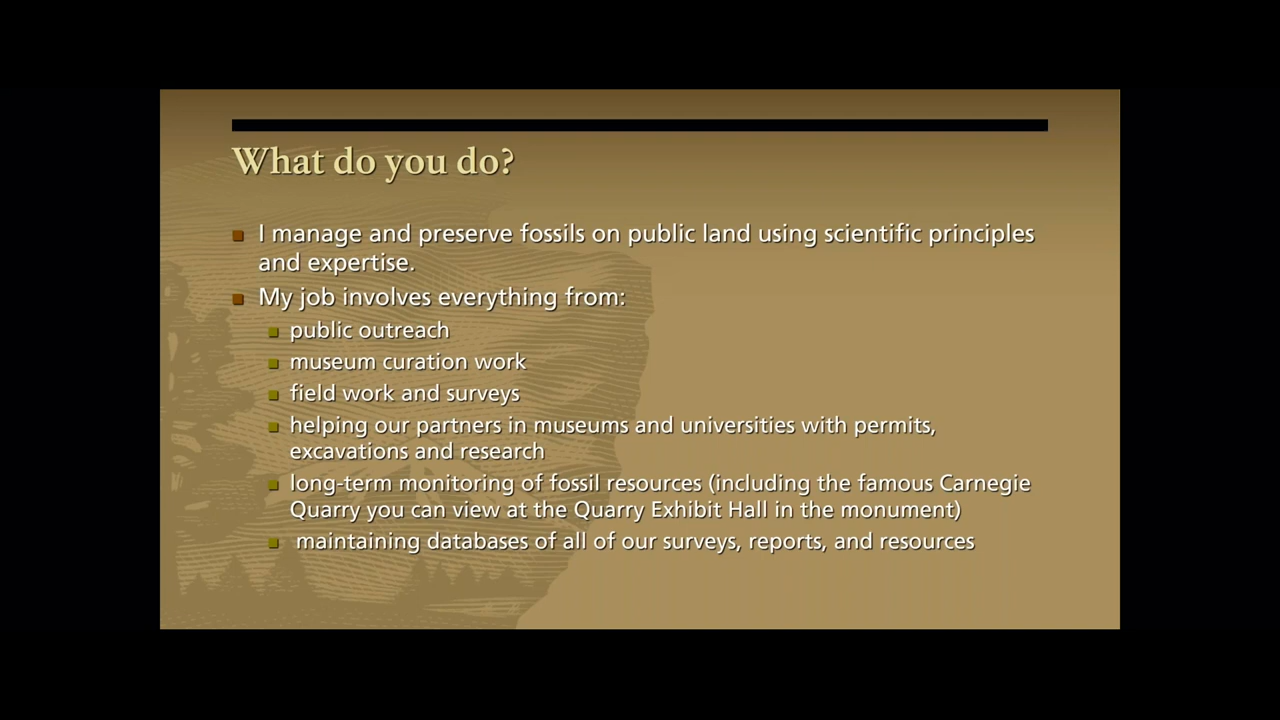 What do you do?
I manage and preserve fossils on public land using scientific principles
and expertise.
My job involves everything from:
public outreach
museum curation work
field work and surveys
helping our partners in museums and universities with permits,
excavations and research
long-term monitoring of fossil resources (including the famous Carnegie
Quarry you can view at the Quarry Exhibit Hall in the monument)
maintaining databases of all of our surveys, reports, and resources